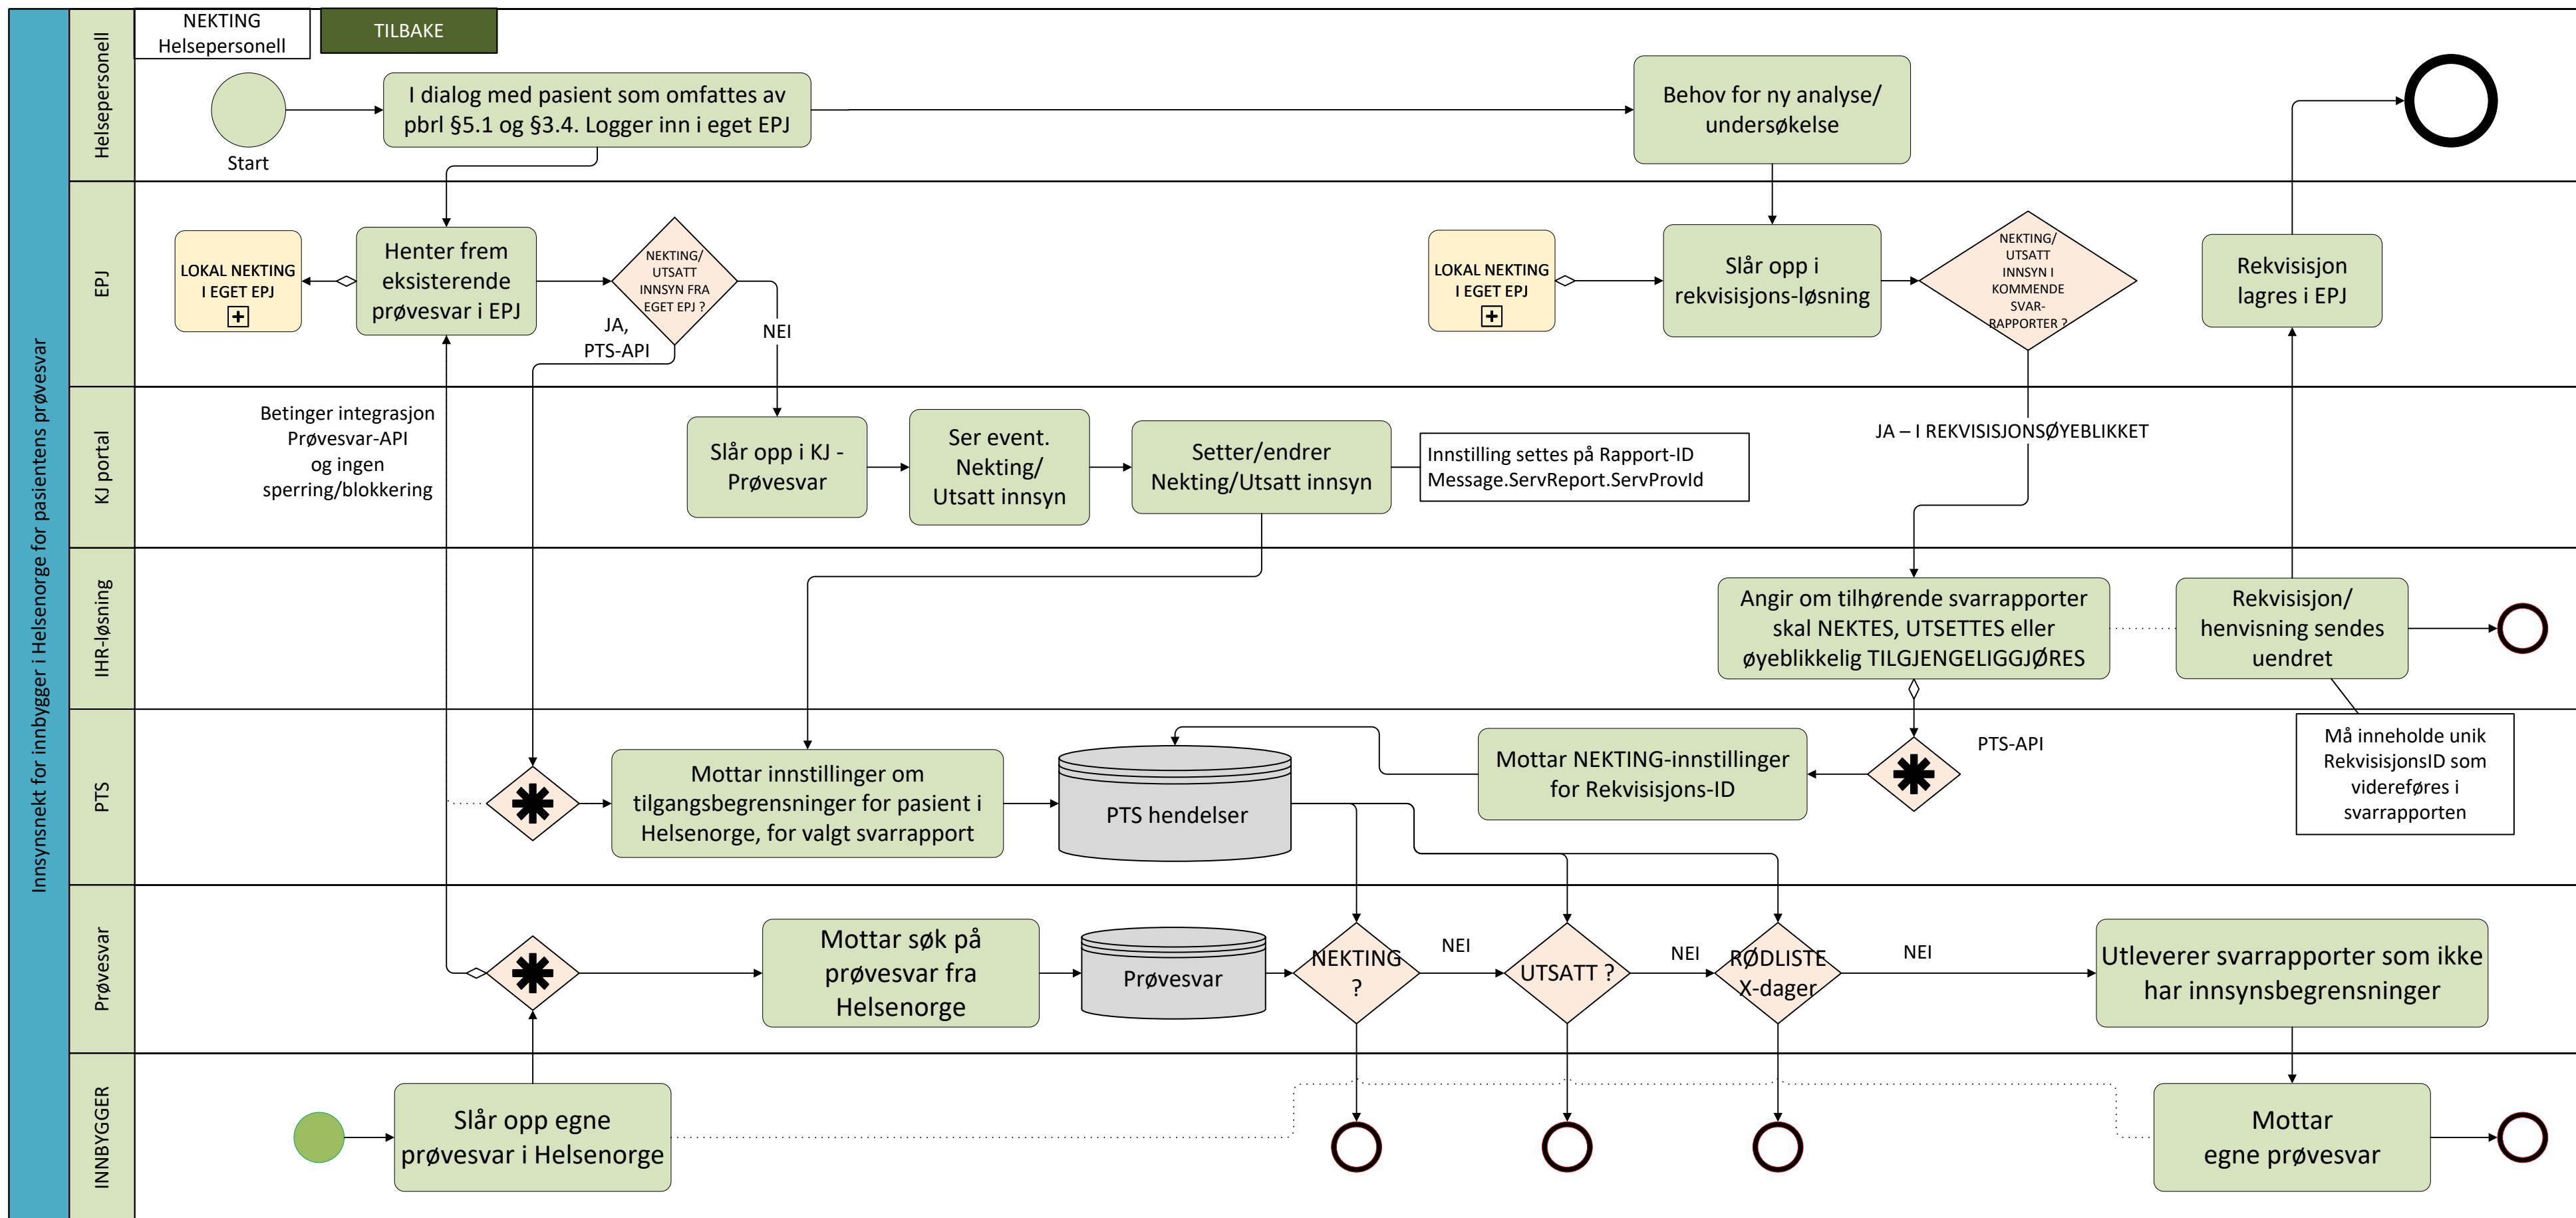 Innsynsnekt for innbygger i Helsenorge for pasientens prøvesvar
Helsepersonell
NEKTING
Helsepersonell
TILBAKE
Start
I dialog med pasient som omfattes av
pbrl §5.1 og §3.4. Logger inn i eget EPJ
Behov for ny analyse/
undersøkelse
EPJ
LOKAL NEKTING
I EGET EPJ
Henter frem
eksisterende
prøvesvar i EPJ
NEKTING/
UTSATT
INNSYN FRA
EGET EPJ ?
JA,
PTS-API
NEI
LOKAL NEKTING
I EGET EPJ
Slår opp i
rekvisisjons-løsning
NEKTING/
UTSATT
INNSYN I
KOMMENDE
SVAR-
RAPPORTER ?
Rekvisisjon
lagres i EPJ
KJ portal
Betinger integrasjon
Prøvesvar-API
og ingen
sperring/blokkering
Slår opp i KJ -
Prøvesvar
Ser event.
Nekting/
Utsatt innsyn
Setter/endrer
Nekting/Utsatt innsyn
Innstilling settes på Rapport-ID
Message.ServReport.ServProvId
JA – I REKVISISJONSØYEBLIKKET
IHR-løsning
Angir om tilhørende svarrapporter
skal NEKTES, UTSETTES eller
øyeblikkelig TILGJENGELIGGJØRES
Rekvisisjon/
henvisning sendes
uendret
PTS
Mottar innstillinger om
tilgangsbegrensninger for pasient i
Helsenorge, for valgt svarrapport
PTS hendelser
Mottar NEKTING-innstillinger
for Rekvisisjons-ID
PTS-API
Må inneholde unik
RekvisisjonsID som
videreføres i
svarrapporten
Prøvesvar
Mottar søk på
prøvesvar fra
Helsenorge
Prøvesvar
NEKTING
?
NEI
UTSATT ?
NEI
RØDLISTE
X-dager
NEI
Utleverer svarrapporter som ikke
har innsynsbegrensninger
INNBYGGER
Slår opp egne
prøvesvar i Helsenorge
Mottar
egne prøvesvar